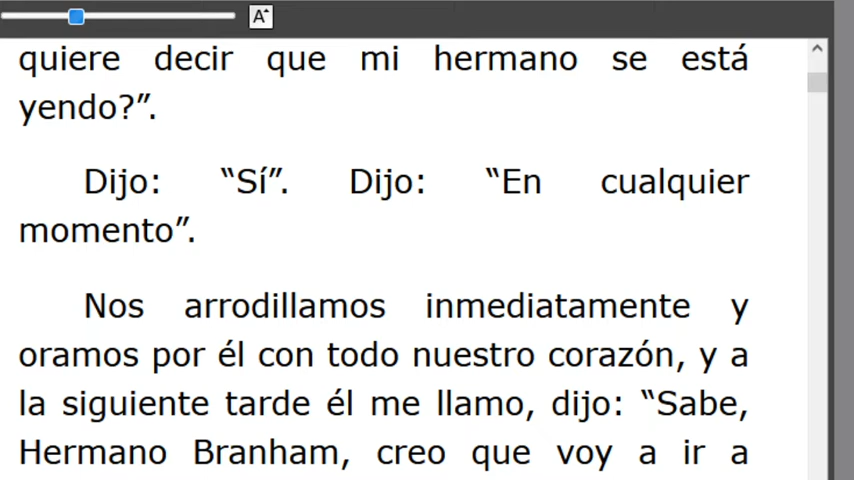 A
quiere decir que mi hermano se está
yendo?”.
Dijo: “Sí”. Dijo: “En cualquier
momento”.
Nos arrodillamos inmediatamente y
oramos por él con todo nuestro corazón, y a
la siguiente tarde él me llamo, dijo: “Sabe,
Hermano Branham, creo que voy a ir a